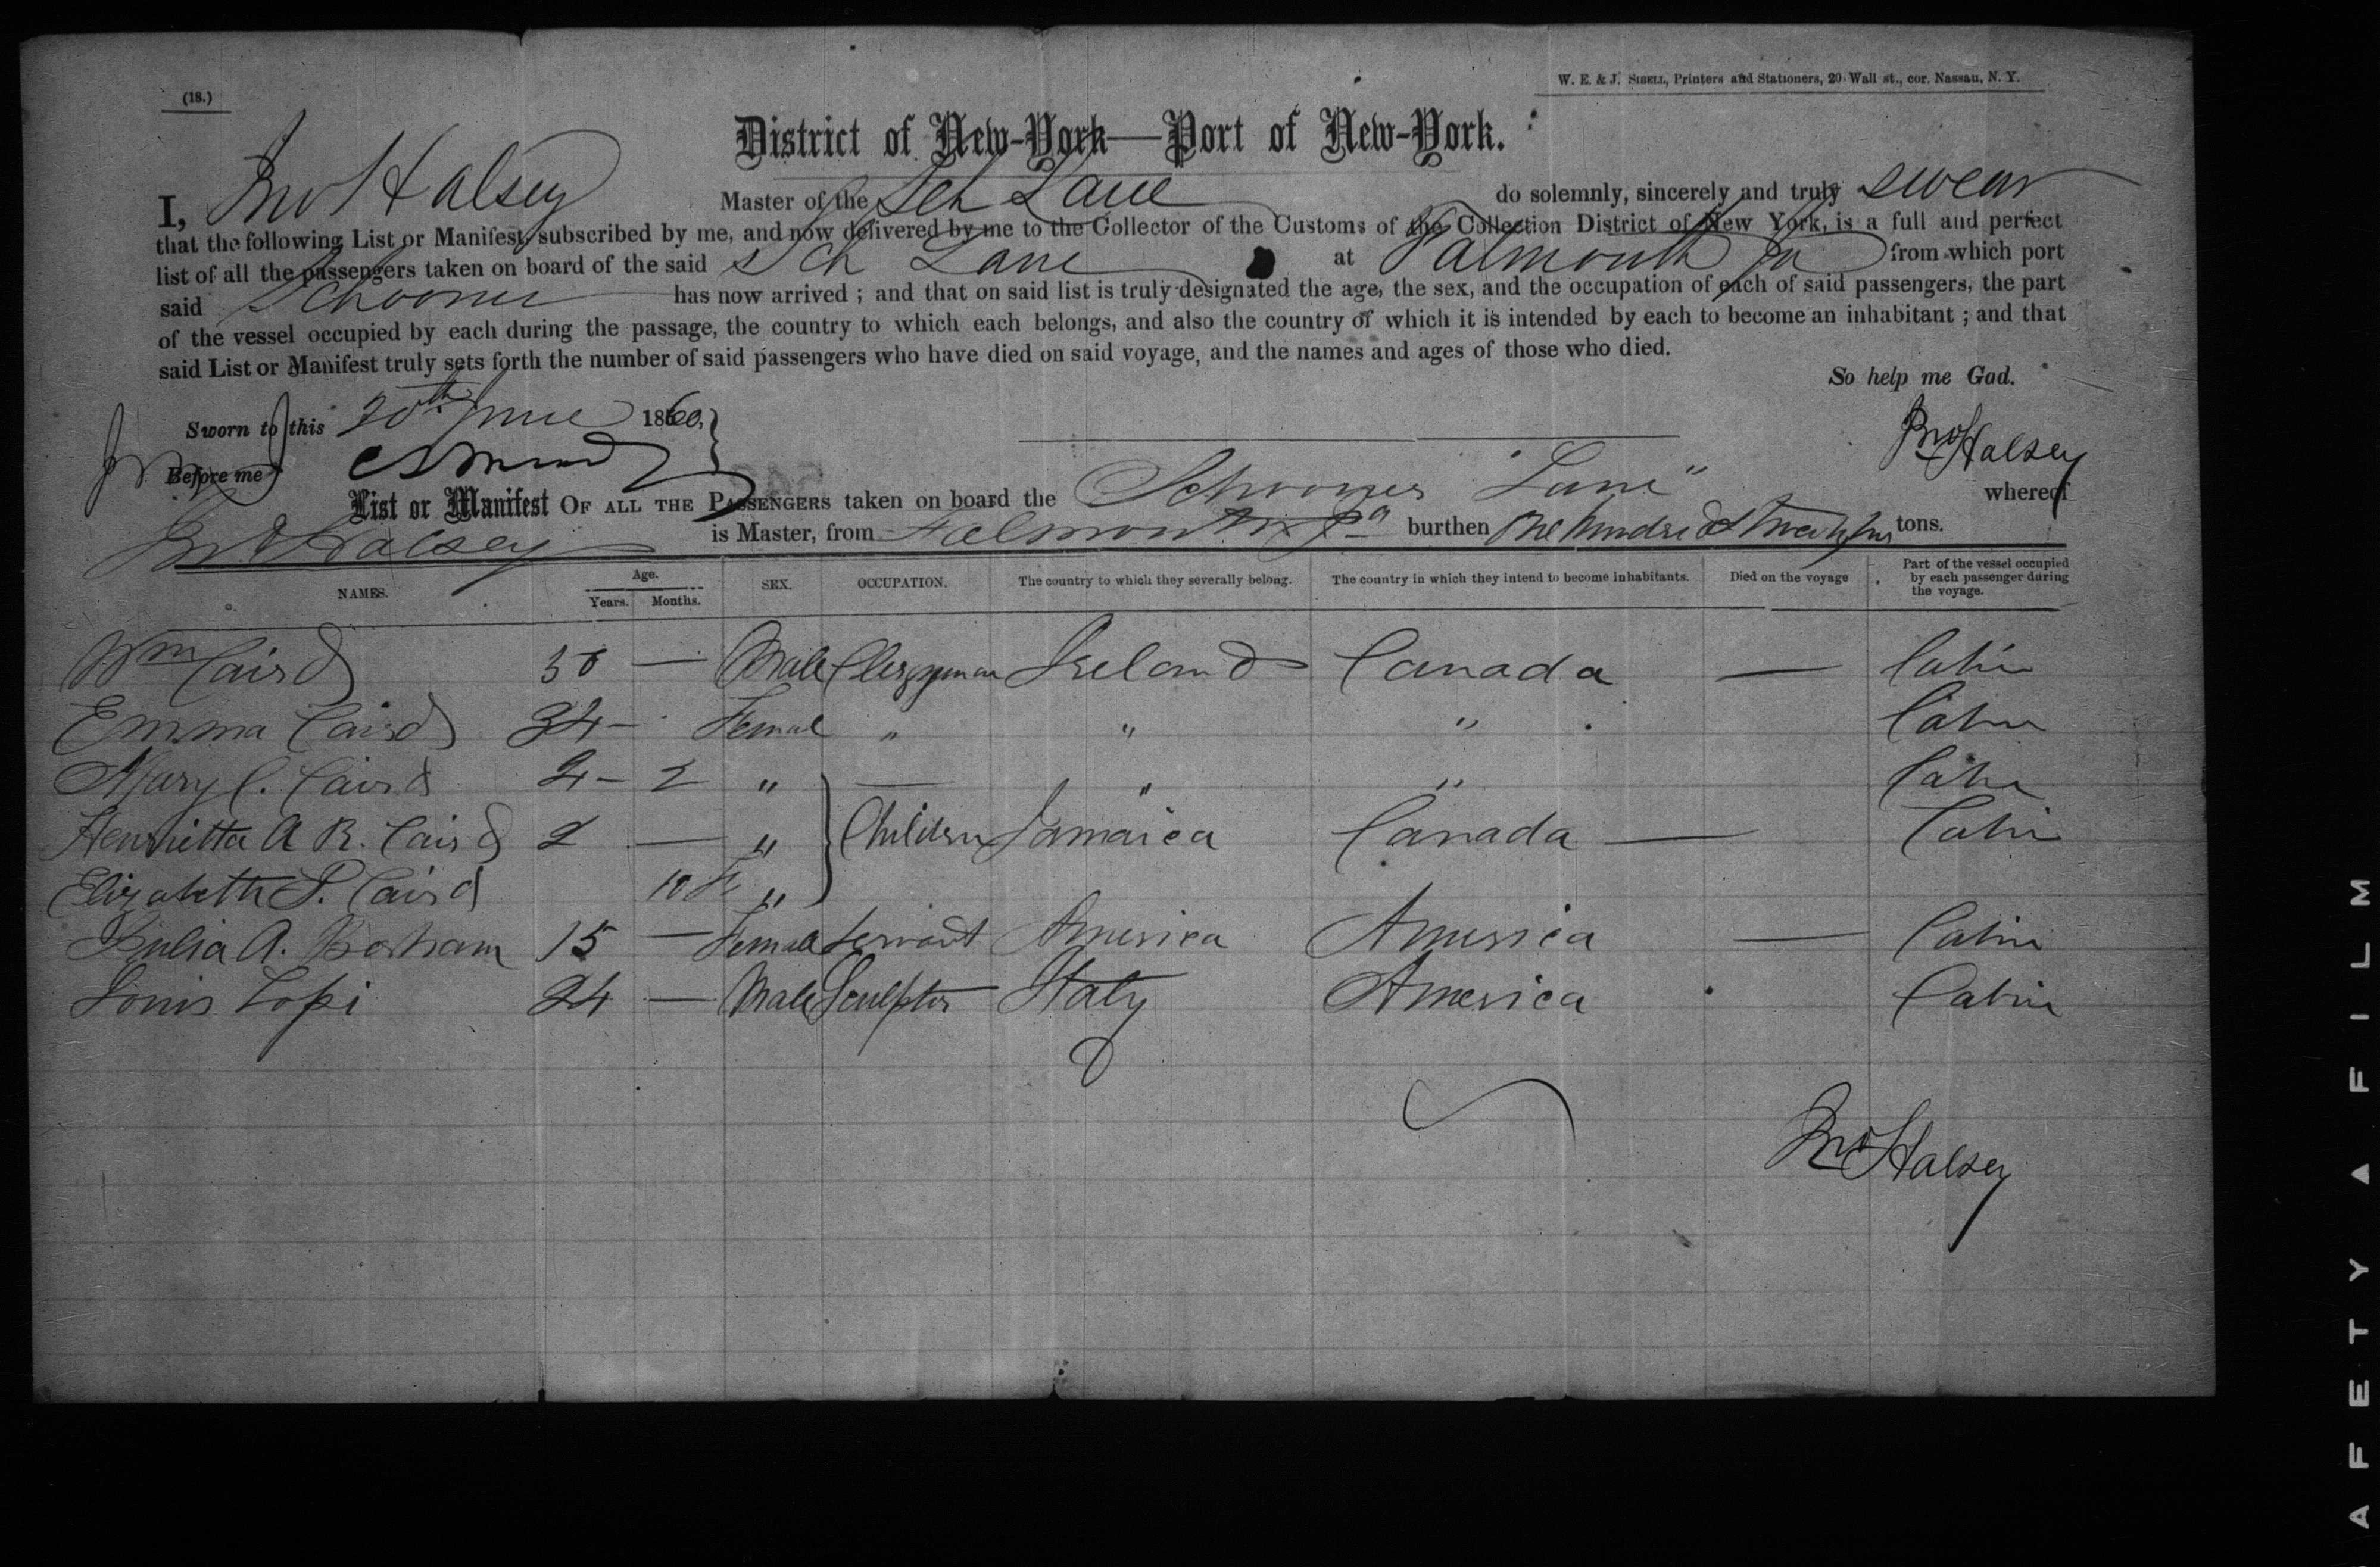 (18.)
W. E. & J. SIBELL, Printers and Stationers, 20 Wall st., cor. Nassau, N. Y.
District of New-York—Port of New-York.
I, Jno Halsey Master of the Sch Lane do solemnly, sincerely and truly swear
that the following List or Manifest, subscribed by me, and now delivered by me to the Collector of the Customs of the Collection District of New York, is a full and perfect
list of all the passengers taken on board of the said Sch Lane at Falmouth Ja from which port
said Schooner has now arrived ; and that on said list is truly designated the age, the sex, and the occupation of each of said passengers, the part
of the vessel occupied by each during the passage, the country to which each belongs, and also the country of which it is intended by each to become an inhabitant ; and that
said List or Manifest truly sets forth the number of said passengers who have died on said voyage, and the names and ages of those who died.
So help me God.
Sworn to this 20th June 1860,
Jno Halsey
Before me
List or Manifest OF ALL THE PASSENGERS taken on board the Schooner "Lane" whereof
Jno Halsey is Master, from Falmouth Ja burthen One hundred & tons.
NAMES. Age. Years. Months. SEX. OCCUPATION. The country to which they severally belong. The country in which they intend to become inhabitants. Died on the voyage Part of the vessel occupied by each passenger during the voyage.
Wm Caird — Male Clergyman Ireland Canada — Cabin
Emma Caird 34 – Femal " " " Cabin
Mary C. Caird 4 – 2 " — " " Cabin
Henrietta A R. Caird 2 — " Children Jamaica Canada — Cabin
Elizabeth P. Caird 10 F "
Julia A. 15 — Female Servant America America — Cabin
Louis Lopi 24 — Male Sculptor Italy America Cabin
Jno Halsey
AFETY A FILM